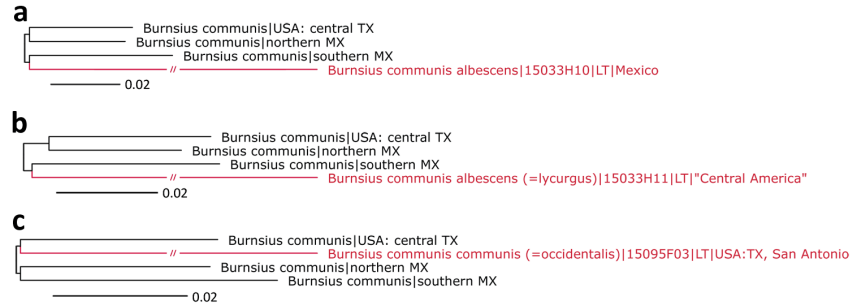 a
Burnsius communis|USA: central TX
Burnsius communis|northern MX
Burnsius communis|southern MX
Burnsius communis albescens|15033H10|LT|Mexico
0.02
b
Burnsius communis|USA: central TX
Burnsius communis|northern MX
Burnsius communis|southern MX
Burnsius communis albescens (=lycurgus)|15033H11|LT|"Central America"
0.02
c
Burnsius communis|USA: central TX
Burnsius communis communis (=occidentalis)|15095F03|LT|USA:TX, San Antonio
Burnsius communis|northern MX
Burnsius communis|southern MX
0.02